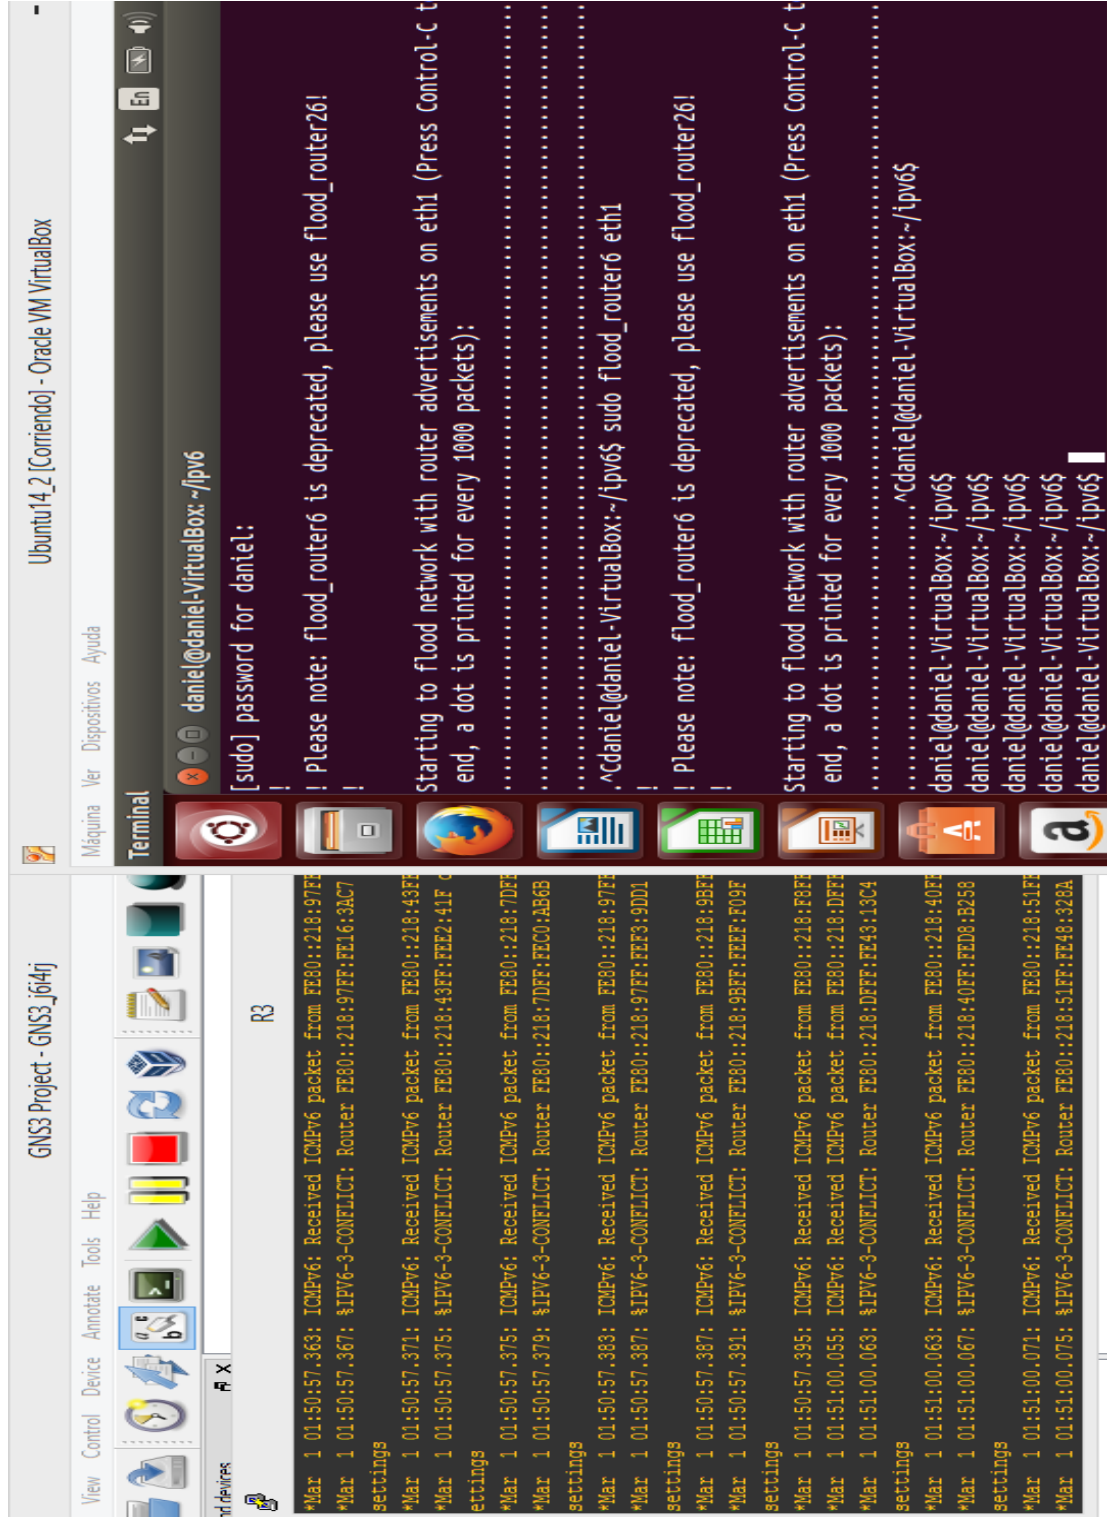 GNS3 Project - GNS3_j6i4rj
View Control Device Annotate Tools Help
nd devices
R3
*Mar 1 01:50:57.363: ICMPv6: Received ICMPv6 packet from FE80::218:97FF
*Mar 1 01:50:57.367: %IPV6-3-CONFLICT: Router FE80::218:97FF:FE16:3AC7
settings
*Mar 1 01:50:57.371: ICMPv6: Received ICMPv6 packet from FE80::218:43FF
*Mar 1 01:50:57.375: %IPV6-3-CONFLICT: Router FE80::218:43FF:FEE2:41F c
ettings
*Mar 1 01:50:57.375: ICMPv6: Received ICMPv6 packet from FE80::218:7DFF
*Mar 1 01:50:57.379: %IPV6-3-CONFLICT: Router FE80::218:7DFF:FEC0:AB6B
settings
*Mar 1 01:50:57.383: ICMPv6: Received ICMPv6 packet from FE80::218:97FF
*Mar 1 01:50:57.387: %IPV6-3-CONFLICT: Router FE80::218:97FF:FEF3:9DD1
settings
*Mar 1 01:50:57.387: ICMPv6: Received ICMPv6 packet from FE80::218:9BFF
*Mar 1 01:50:57.391: %IPV6-3-CONFLICT: Router FE80::218:9BFF:FEEF:F09F
settings
*Mar 1 01:50:57.395: ICMPv6: Received ICMPv6 packet from FE80::218:F8FF
*Mar 1 01:51:00.055: ICMPv6: Received ICMPv6 packet from FE80::218:DFFF
*Mar 1 01:51:00.063: %IPV6-3-CONFLICT: Router FE80::218:DFFF:FE43:13C4
settings
*Mar 1 01:51:00.063: ICMPv6: Received ICMPv6 packet from FE80::218:40FF
*Mar 1 01:51:00.067: %IPV6-3-CONFLICT: Router FE80::218:40FF:FED8:B258
settings
*Mar 1 01:51:00.071: ICMPv6: Received ICMPv6 packet from FE80::218:51FF
*Mar 1 01:51:00.075: %IPV6-3-CONFLICT: Router FE80::218:51FF:FE48:328A
Ubuntu14_2 [Corriendo] - Oracle VM VirtualBox
Máquina Ver Dispositivos Ayuda
Terminal
En
daniel@daniel-VirtualBox: ~/ipv6
[sudo] password for daniel:
!
! Please note: flood_router6 is deprecated, please use flood_router26!
!
Starting to flood network with router advertisements on eth1 (Press Control-C t
end, a dot is printed for every 1000 packets):
...............................................................................
...............................................................................
...............................................................................
.^Cdaniel@daniel-VirtualBox:~/ipv6$ sudo flood_router6 eth1
!
! Please note: flood_router6 is deprecated, please use flood_router26!
!
Starting to flood network with router advertisements on eth1 (Press Control-C t
end, a dot is printed for every 1000 packets):
...............................................................................
...............................^Cdaniel@daniel-VirtualBox:~/ipv6$
daniel@daniel-VirtualBox:~/ipv6$
daniel@daniel-VirtualBox:~/ipv6$
daniel@daniel-VirtualBox:~/ipv6$
daniel@daniel-VirtualBox:~/ipv6$
daniel@daniel-VirtualBox:~/ipv6$